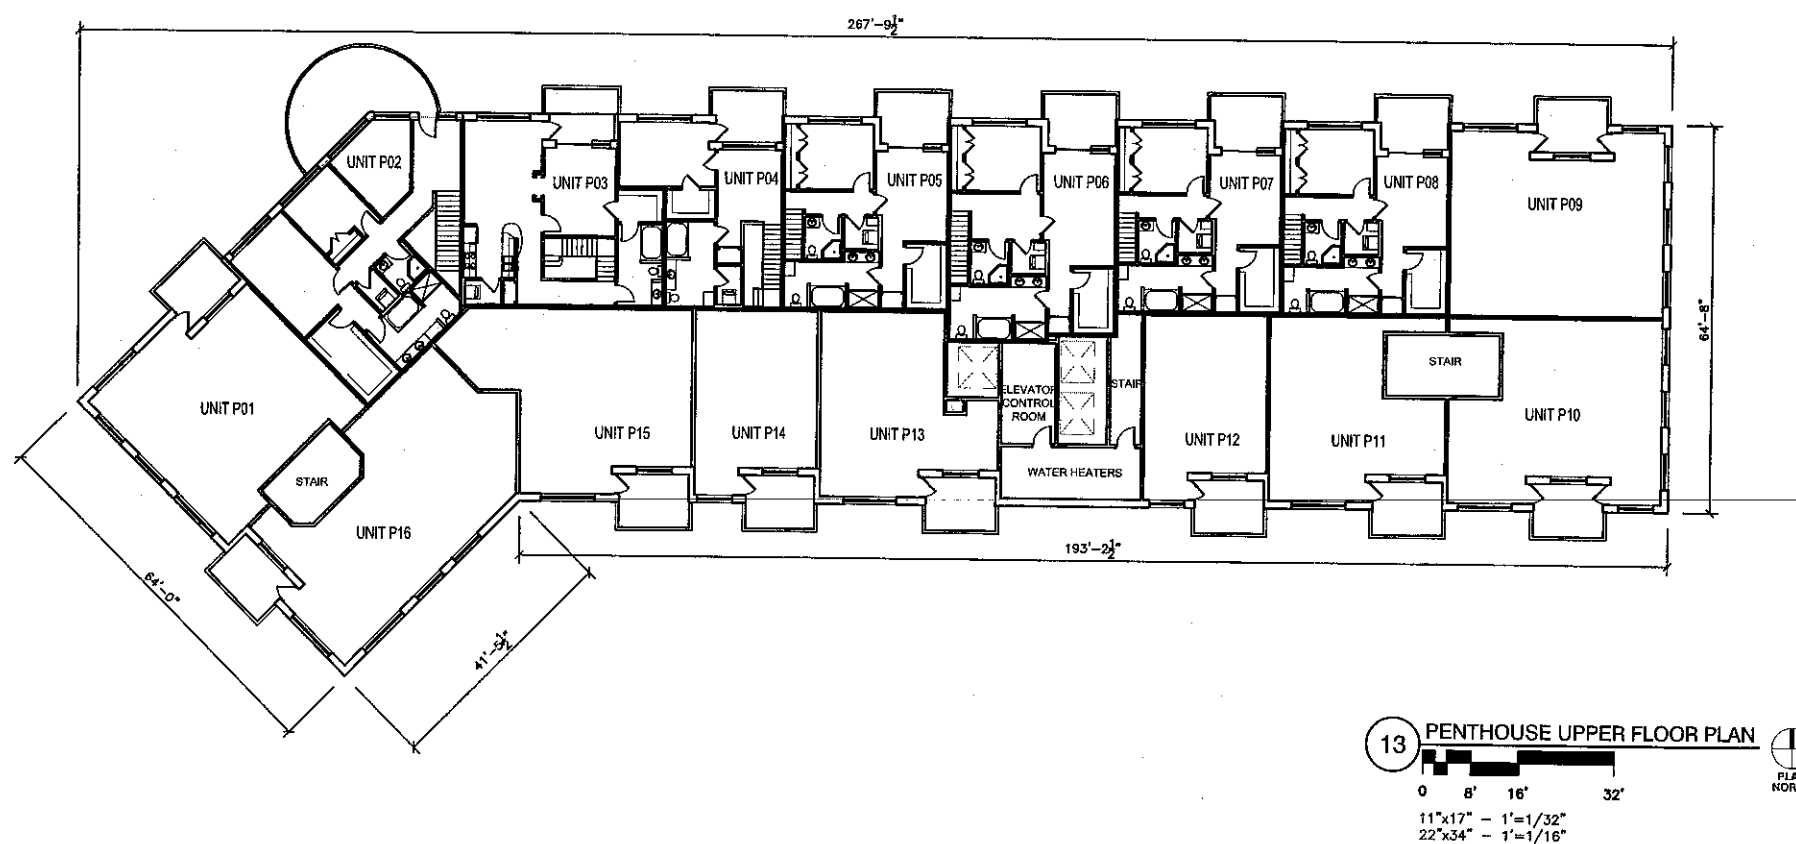 267'-9½"
UNIT P02
UNIT P03
UNIT P04
UNIT P05
UNIT P06
UNIT P07
UNIT P08
UNIT P09
64'-8"
UNIT P01
STAIR
UNIT P16
UNIT P15
UNIT P14
UNIT P13
ELEVATOR
CONTROL
ROOM
STAIR
WATER HEATERS
UNIT P12
UNIT P11
STAIR
UNIT P10
64'-0"
41'-5½"
193'-2½"
13
PENTHOUSE UPPER FLOOR PLAN
0 8' 16' 32'
11"x17" - 1'=1/32"
22"x34" - 1'=1/16"
PLA
NOR